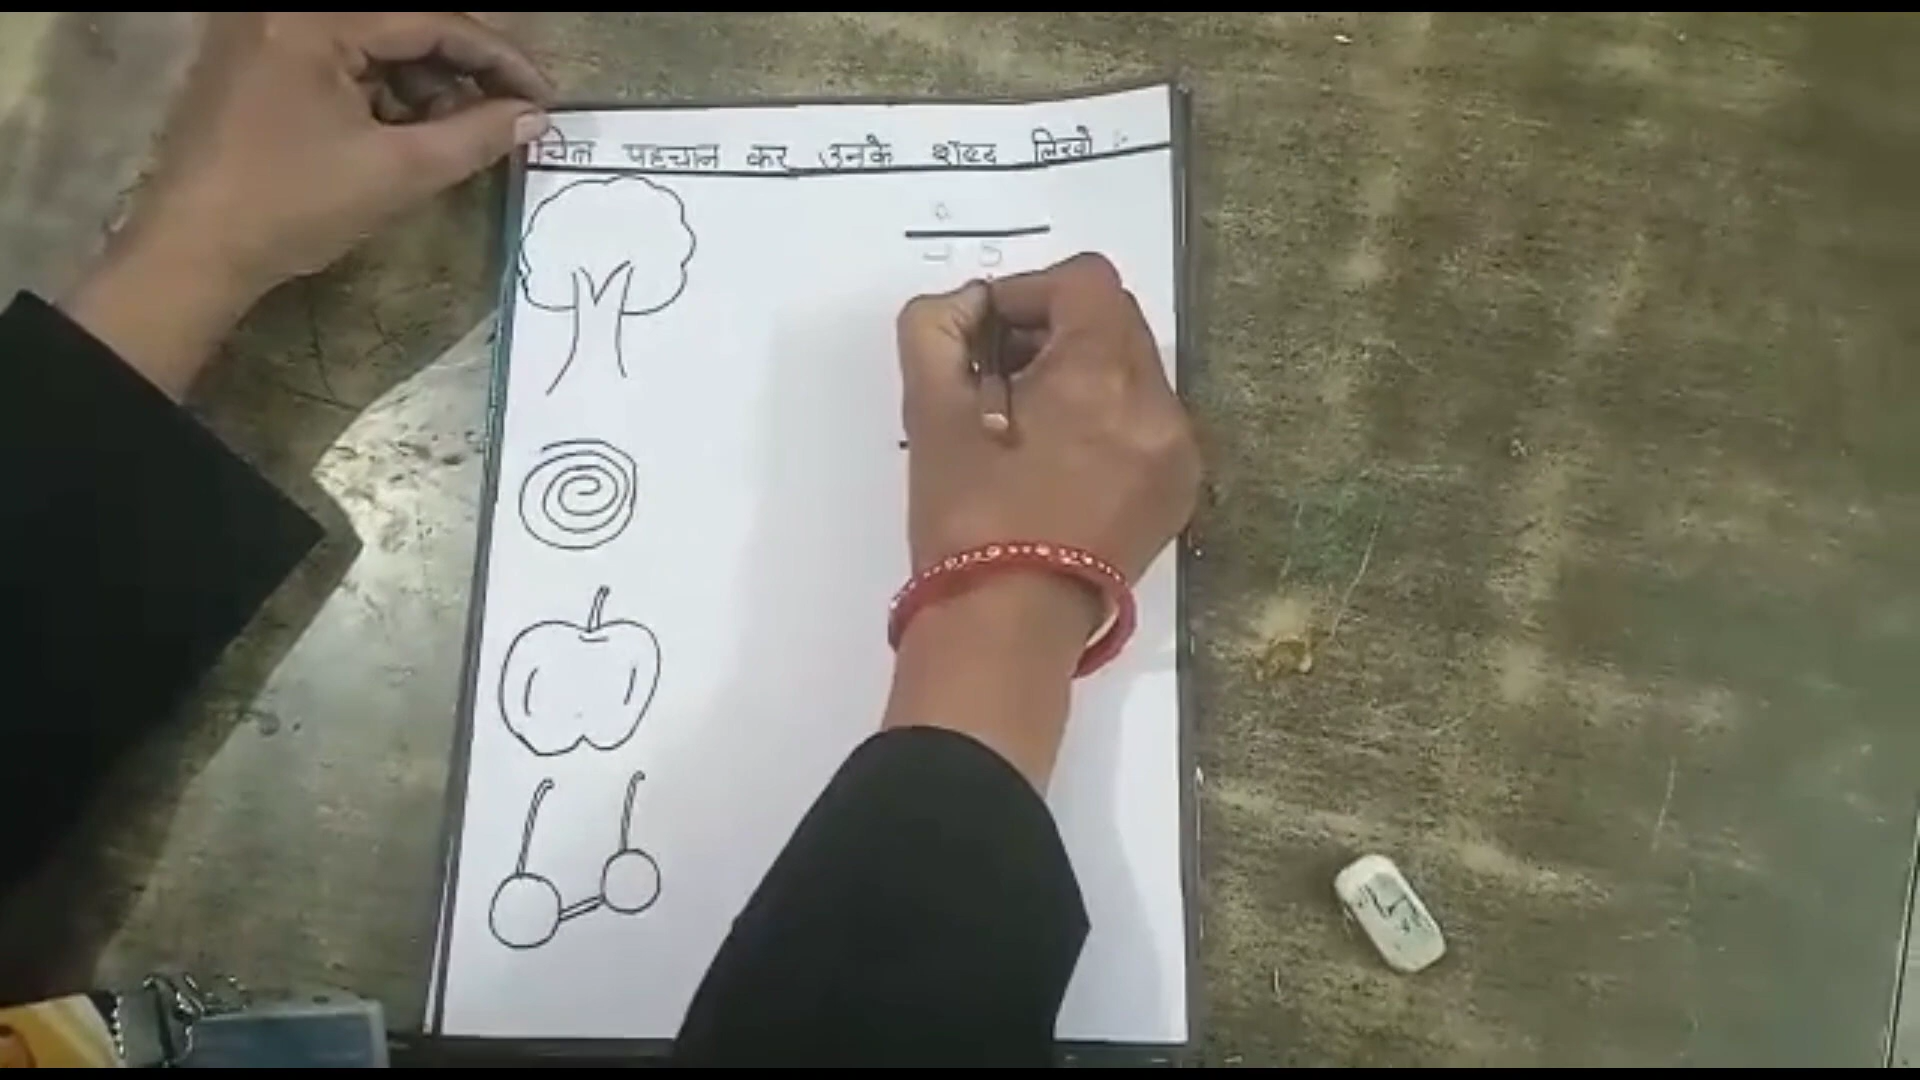 चित्र पहचान कर उनके शब्द लिखो :-